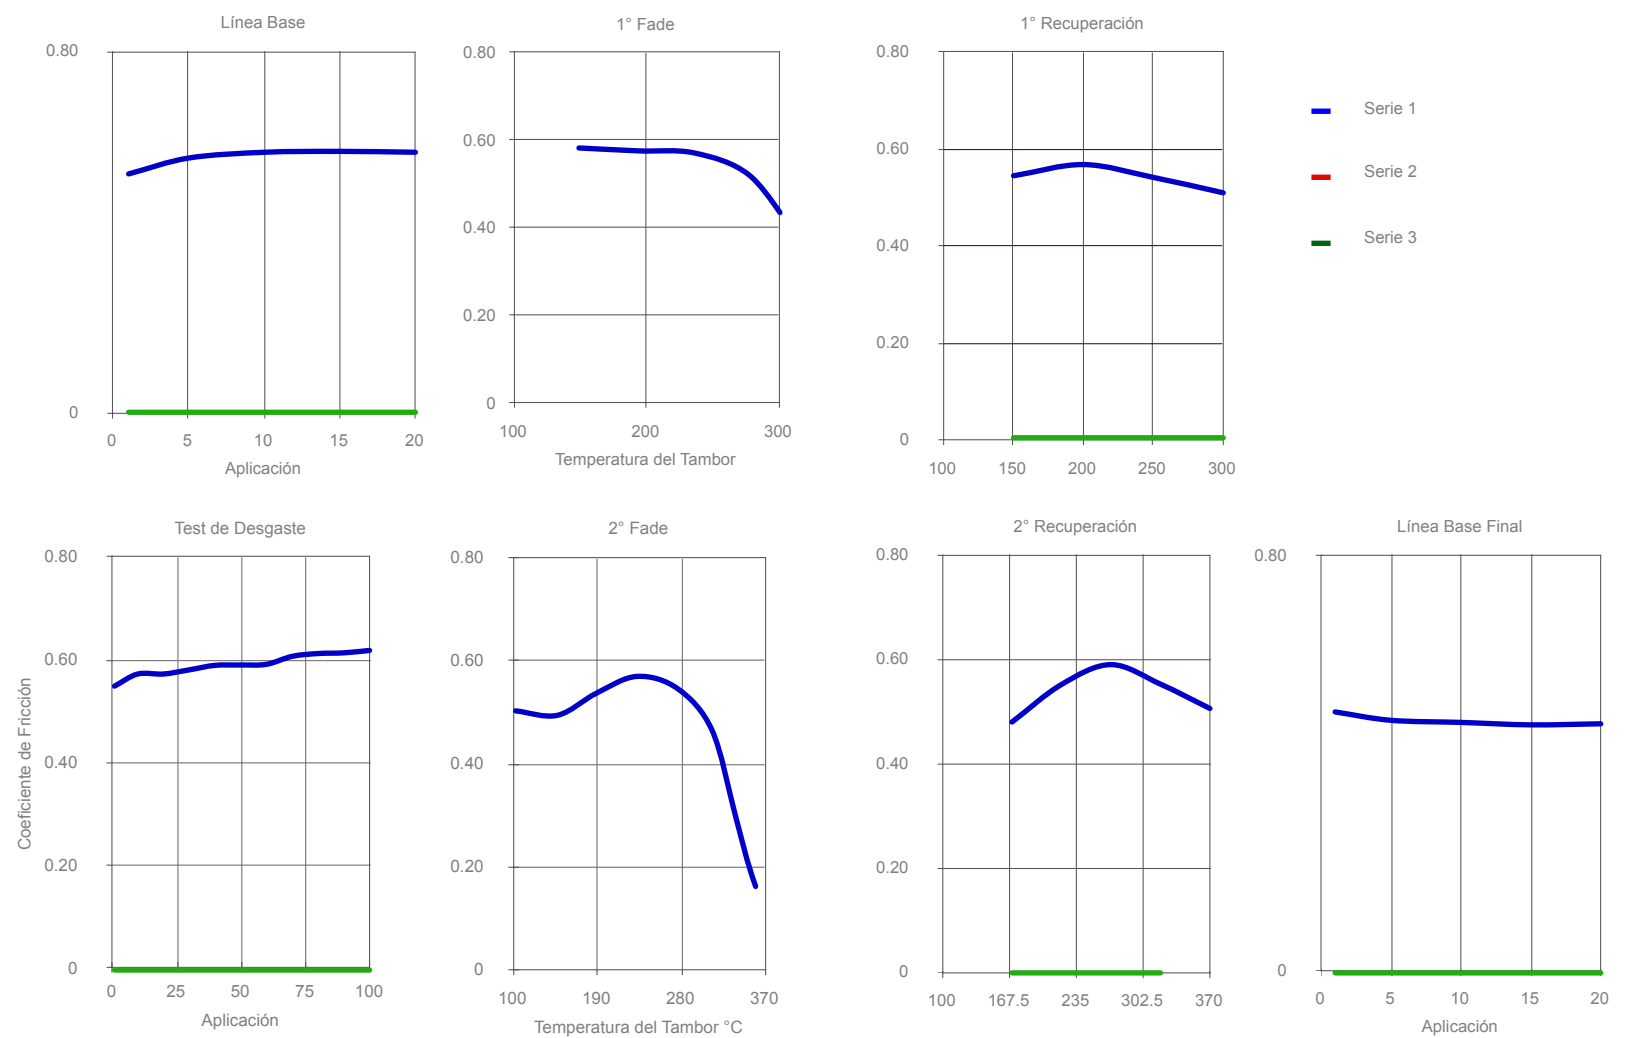 Línea Base
0.80
0
0 5 10 15 20
Aplicación
1° Fade
0.80
0.60
0.40
0.20
0
100 200 300
Temperatura del Tambor
1° Recuperación
0.80
0.60
0.40
0.20
0
100 150 200 250 300
Serie 1
Serie 2
Serie 3
Test de Desgaste
Coeficiente de Fricción
0.80
0.60
0.40
0.20
0
0 25 50 75 100
Aplicación
2° Fade
0.80
0.60
0.40
0.20
0
100 190 280 370
Temperatura del Tambor °C
2° Recuperación
0.80
0.60
0.40
0.20
0
100 167.5 235 302.5 370
Línea Base Final
0.80
0
0 5 10 15 20
Aplicación